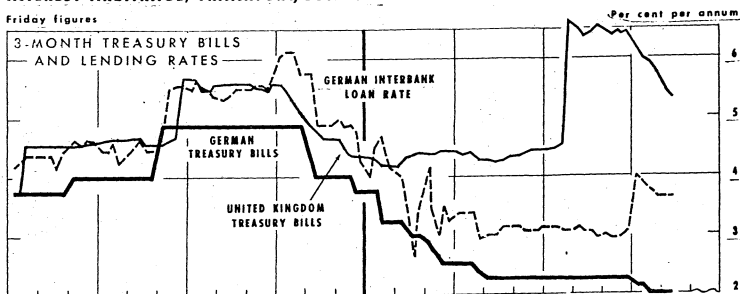 Friday figures
Per cent per annum
3-MONTH TREASURY BILLS
AND LENDING RATES
GERMAN INTERBANK
LOAN RATE
GERMAN
TREASURY BILLS
UNITED KINGDOM
TREASURY BILLS
6
5
4
3
2